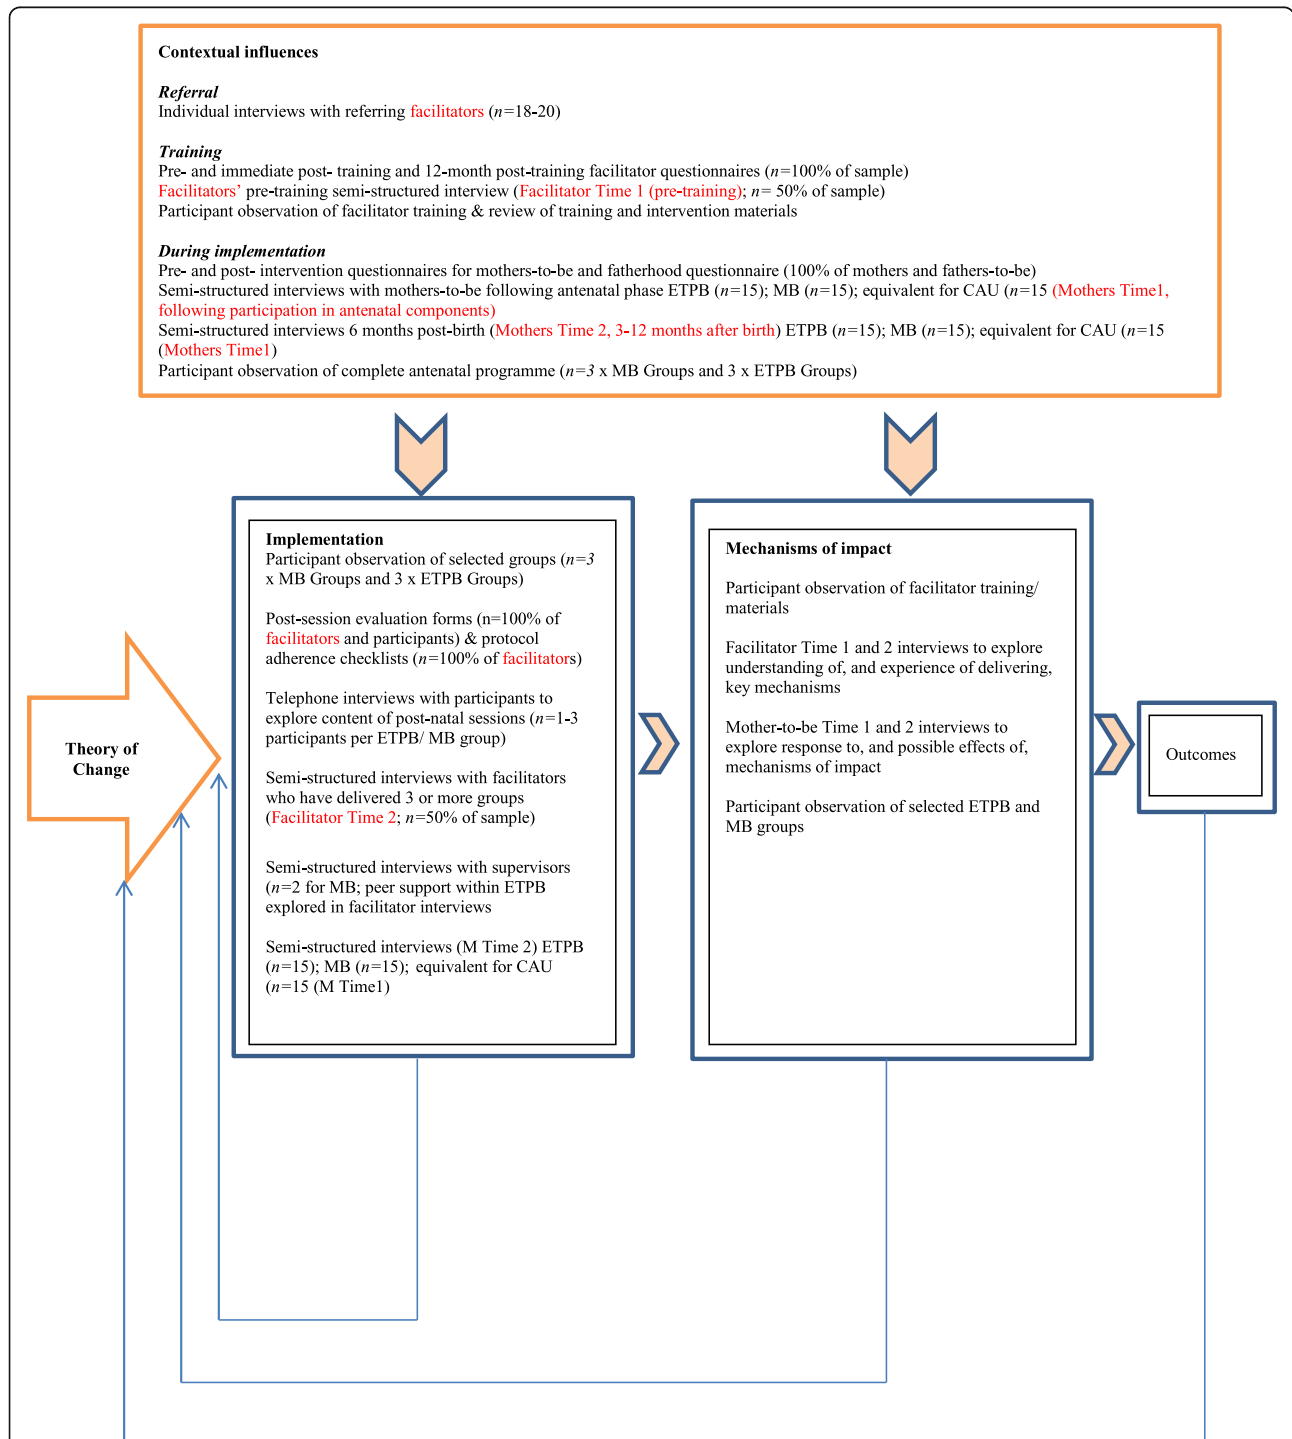 Contextual influences
Referral
Individual interviews with referring facilitators (n=18-20)
Training
Pre- and immediate post- training and 12-month post-training facilitator questionnaires (n=100% of sample)
Facilitators’ pre-training semi-structured interview (Facilitator Time 1 (pre-training); n= 50% of sample)
Participant observation of facilitator training & review of training and intervention materials
During implementation
Pre- and post- intervention questionnaires for mothers-to-be and fatherhood questionnaire (100% of mothers and fathers-to-be)
Semi-structured interviews with mothers-to-be following antenatal phase ETPB (n=15); MB (n=15); equivalent for CAU (n=15 (Mothers Time1,
following participation in antenatal components)
Semi-structured interviews 6 months post-birth (Mothers Time 2, 3-12 months after birth) ETPB (n=15); MB (n=15); equivalent for CAU (n=15
(Mothers Time1)
Participant observation of complete antenatal programme (n=3 x MB Groups and 3 x ETPB Groups)
Theory of
Change
Implementation
Participant observation of selected groups (n=3
x MB Groups and 3 x ETPB Groups)
Post-session evaluation forms (n=100% of
facilitators and participants) & protocol
adherence checklists (n=100% of facilitators)
Telephone interviews with participants to
explore content of post-natal sessions (n=1-3
participants per ETPB/ MB group)
Semi-structured interviews with facilitators
who have delivered 3 or more groups
(Facilitator Time 2; n=50% of sample)
Semi-structured interviews with supervisors
(n=2 for MB; peer support within ETPB
explored in facilitator interviews
Semi-structured interviews (M Time 2) ETPB
(n=15); MB (n=15); equivalent for CAU
(n=15 (M Time1)
Mechanisms of impact
Participant observation of facilitator training/
materials
Facilitator Time 1 and 2 interviews to explore
understanding of, and experience of delivering,
key mechanisms
Mother-to-be Time 1 and 2 interviews to
explore response to, and possible effects of,
mechanisms of impact
Participant observation of selected ETPB and
MB groups
Outcomes